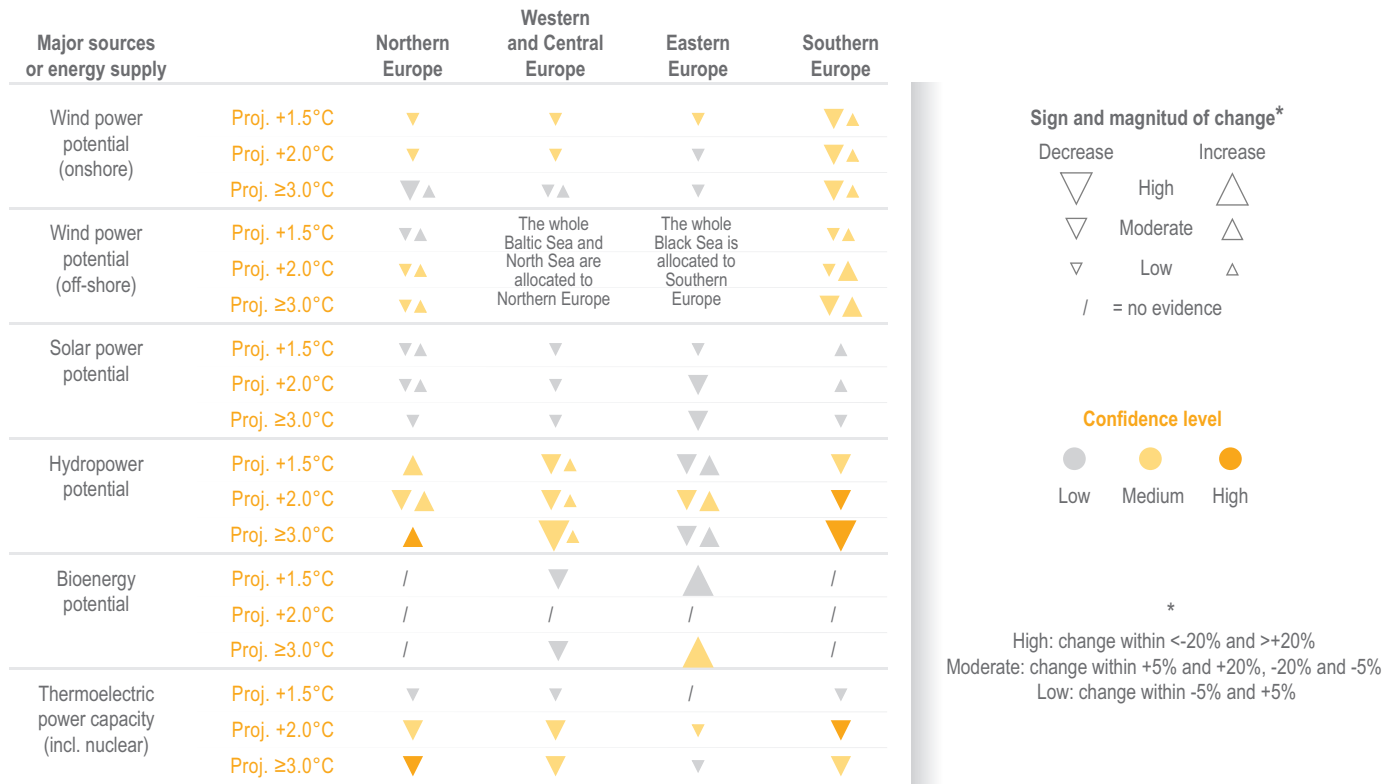 Major sources
or energy supply
Northern
Europe
Western
and Central
Europe
Eastern
Europe
Southern
Europe
Wind power
potential
(onshore)
Proj. +1.5°C
Proj. +2.0°C
Proj. ≥3.0°C
Wind power
potential
(off-shore)
Proj. +1.5°C
Proj. +2.0°C
Proj. ≥3.0°C
The whole
Baltic Sea and
North Sea are
allocated to
Northern Europe
The whole
Black Sea is
allocated to
Southern
Europe
Solar power
potential
Proj. +1.5°C
Proj. +2.0°C
Proj. ≥3.0°C
Hydropower
potential
Proj. +1.5°C
Proj. +2.0°C
Proj. ≥3.0°C
Bioenergy
potential
Proj. +1.5°C / /
Proj. +2.0°C / / / /
Proj. ≥3.0°C / /
Thermoelectric
power capacity
(incl. nuclear)
Proj. +1.5°C /
Proj. +2.0°C
Proj. ≥3.0°C
Sign and magnitud of change*
Decrease Increase
High
Moderate
Low
/ = no evidence
Confidence level
Low Medium High
*
High: change within <-20% and >+20%
Moderate: change within +5% and +20%, -20% and -5%
Low: change within -5% and +5%